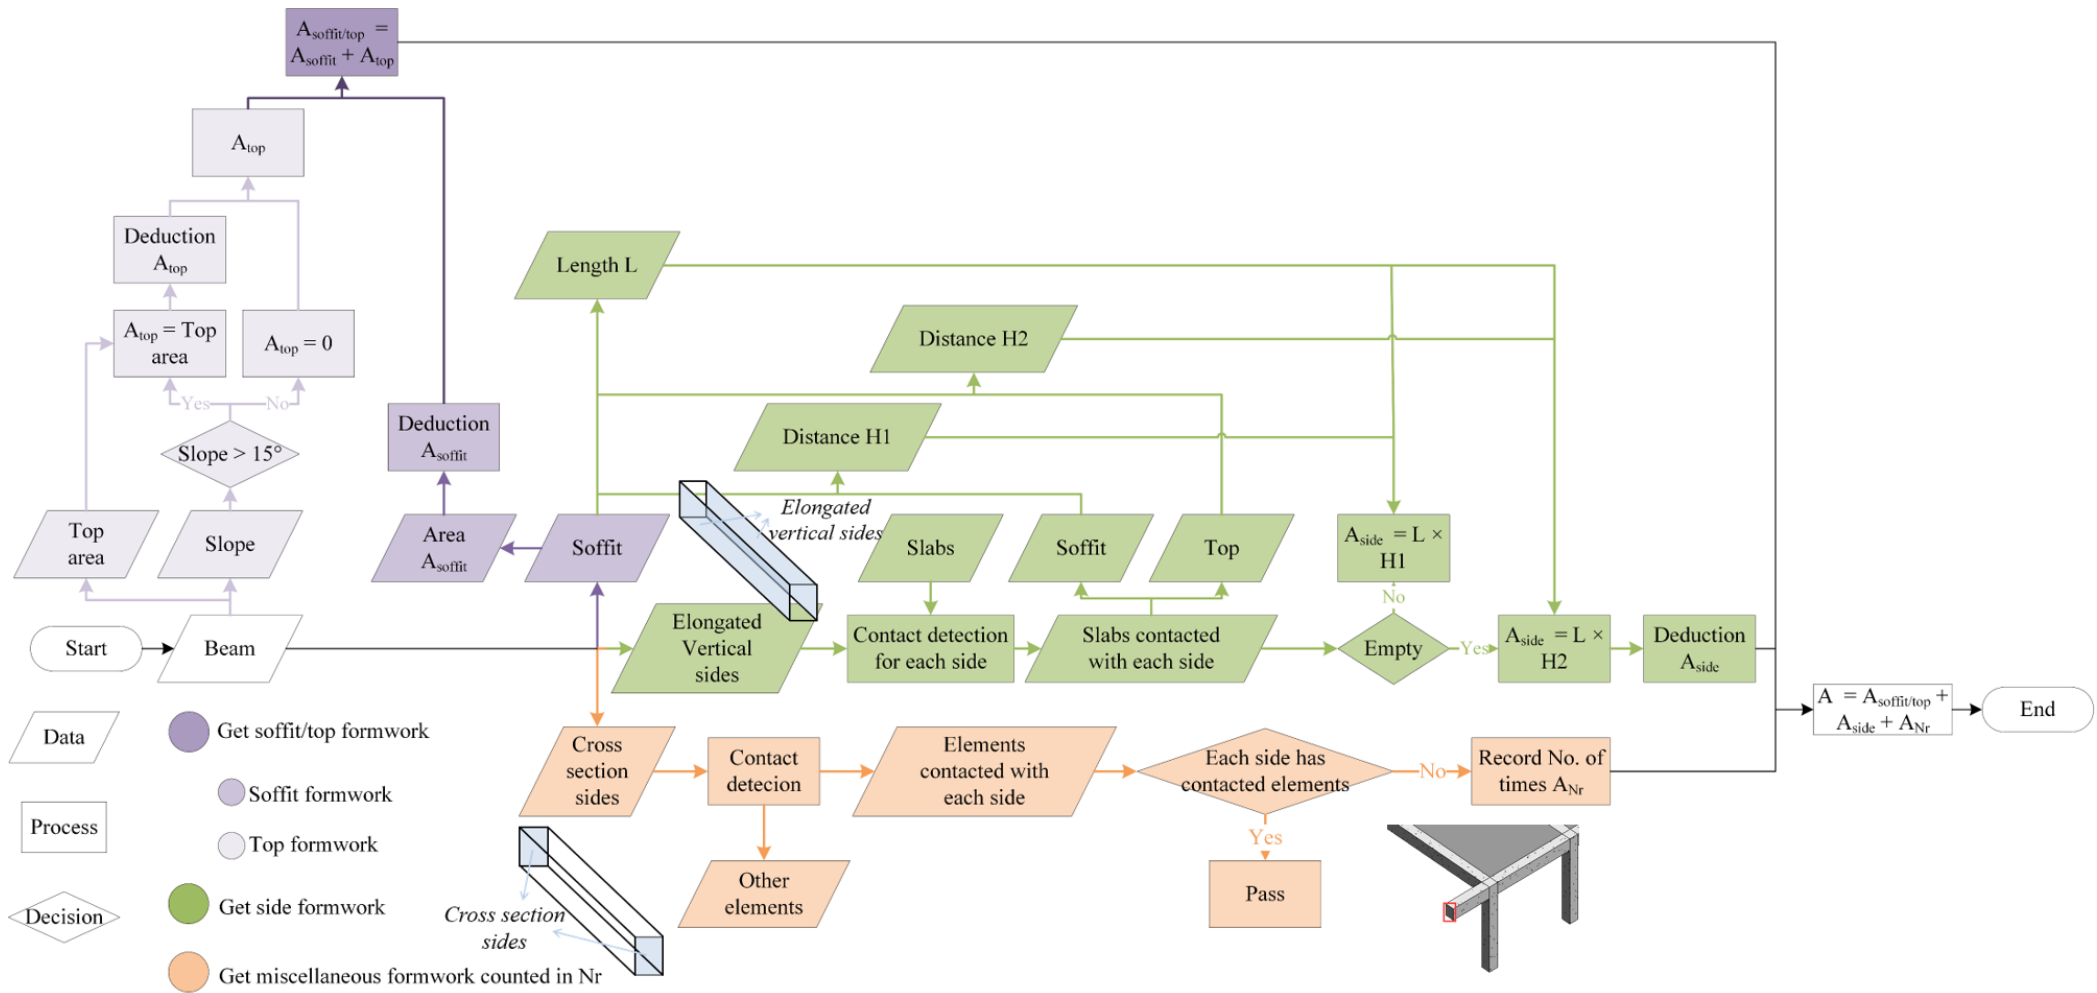 A_soffit/top =
A_soffit + A_top
A_top
Deduction
A_top
A_top = Top
area
A_top = 0
Yes
No
Slope > 15°
Top
area
Slope
Deduction
A_soffit
Area
A_soffit
Soffit
Length L
Distance H2
Distance H1
Elongated
vertical sides
Slabs
Soffit
Top
A_side = L ×
H1
No
Start
Beam
Elongated
Vertical
sides
Contact detection
for each side
Slabs contacted
with each side
Empty
Yes
A_side = L ×
H2
Deduction
A_side
A = A_soffit/top +
A_side + A_Nr
End
Cross
section
sides
Contact
detecion
Elements
contacted with
each side
Each side has
contacted elements
No
Record No. of
times A_Nr
Yes
Pass
Other
elements
Cross section
sides
Data
Process
Decision
Get soffit/top formwork
Soffit formwork
Top formwork
Get side formwork
Get miscellaneous formwork counted in Nr